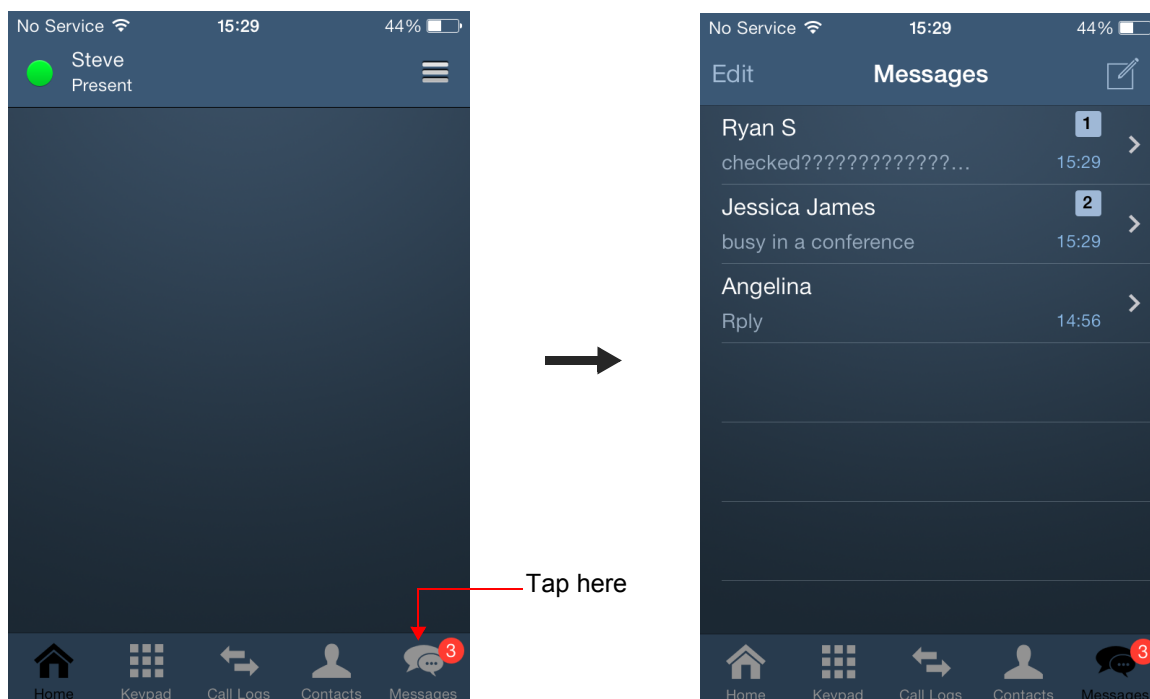 No Service 15:29 44%
Steve
Present
Tap here
3
Home Keypad Call Logs Contacts Messages
No Service 15:29 44%
Edit Messages
Ryan S 1
checked?????????????... 15:29
Jessica James 2
busy in a conference 15:29
Angelina
Rply 14:56
3
Home Keypad Call Logs Contacts Messages